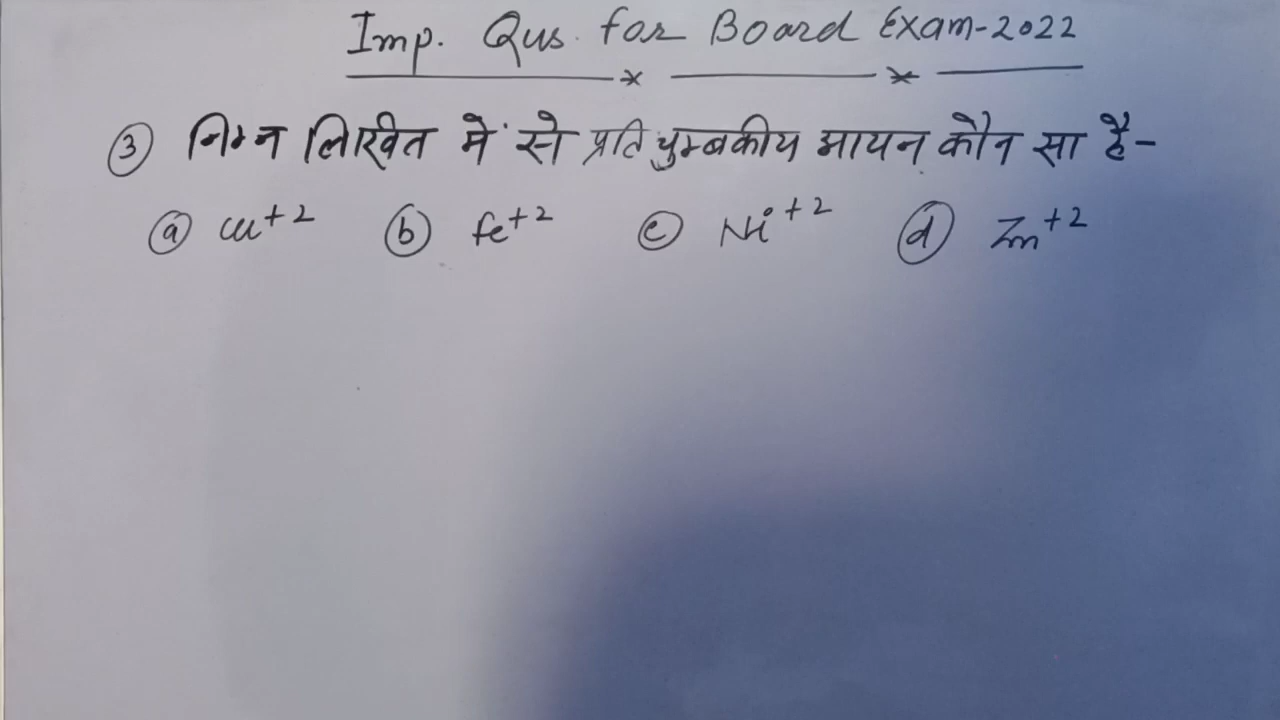 Imp. Qus. for Board Exam-2022
③ निम्न लिखित में से प्रति चुम्बकीय आयन कौन सा है-
ⓐ Cu+2 ⓑ Fe+2 ⓒ Ni+2 ⓓ Zn+2